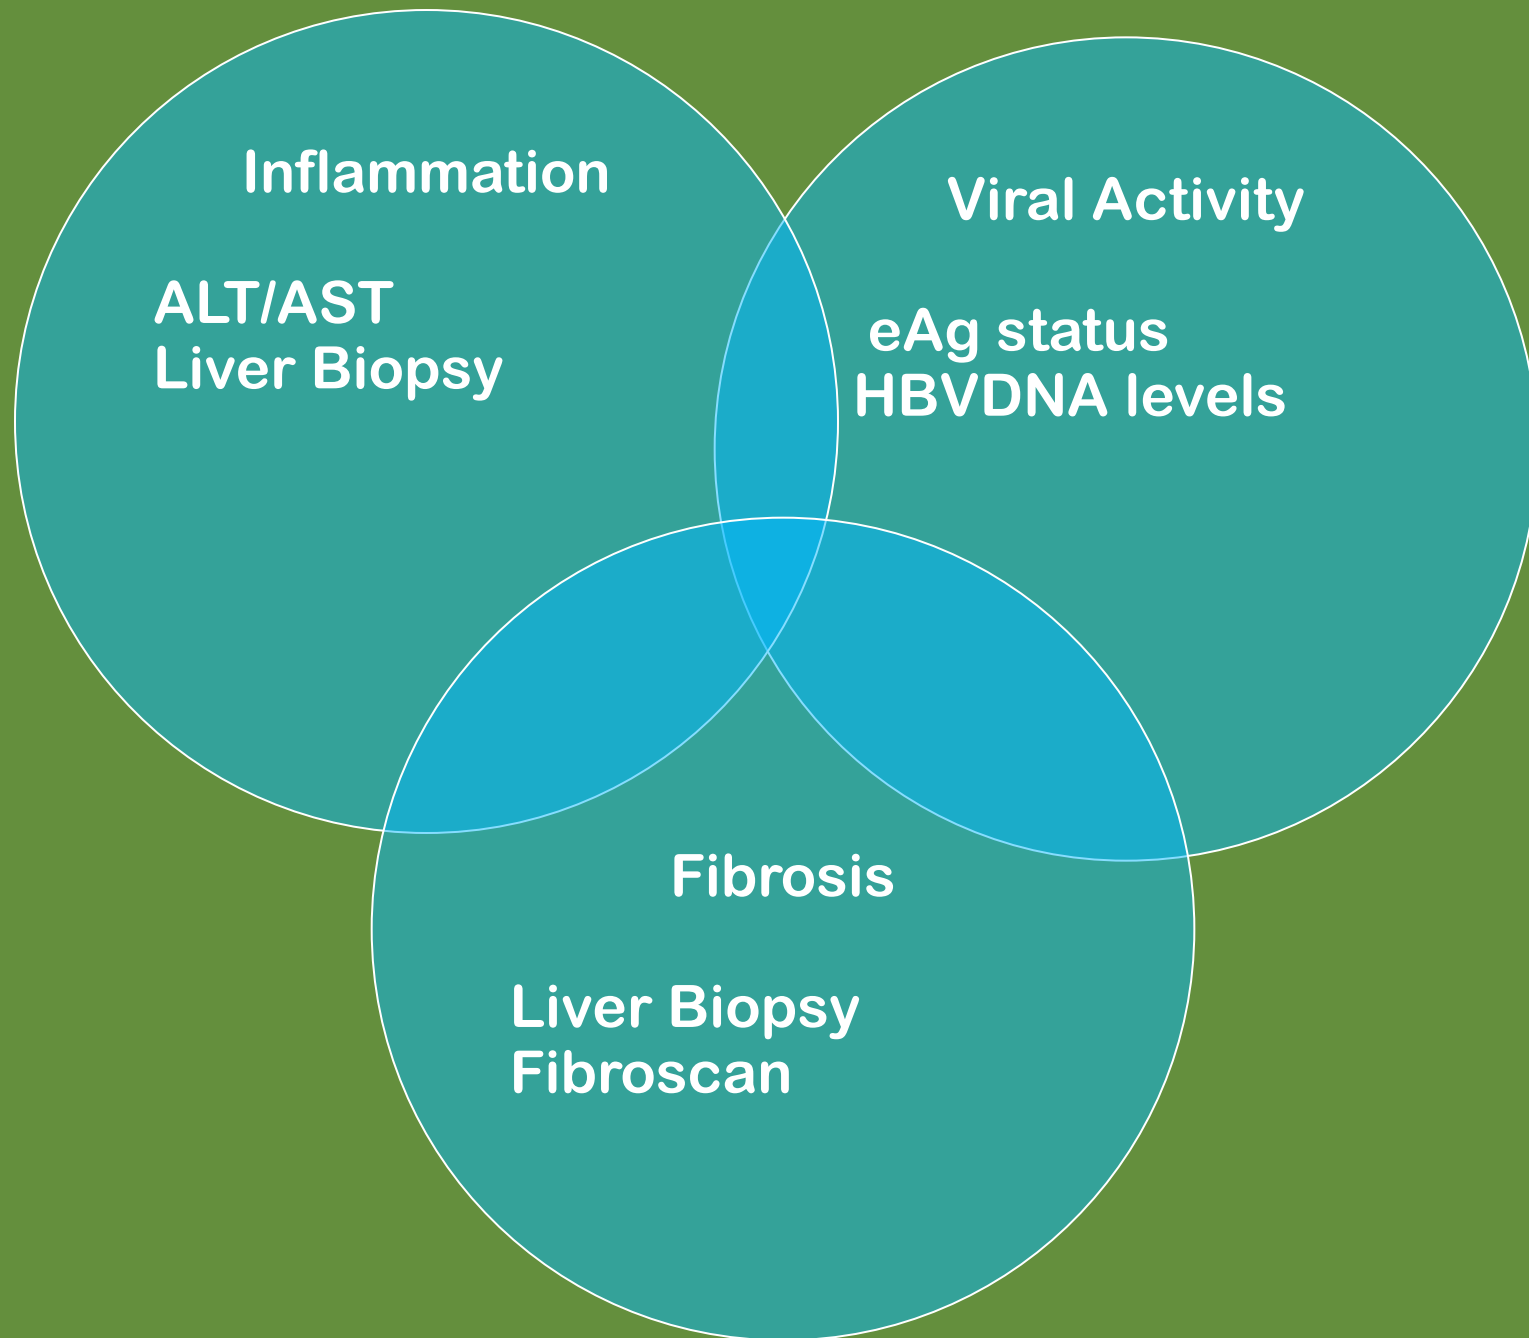 Inflammation
ALT/AST
Liver Biopsy
Viral Activity
eAg status
HBVDNA levels
Fibrosis
Liver Biopsy
Fibroscan